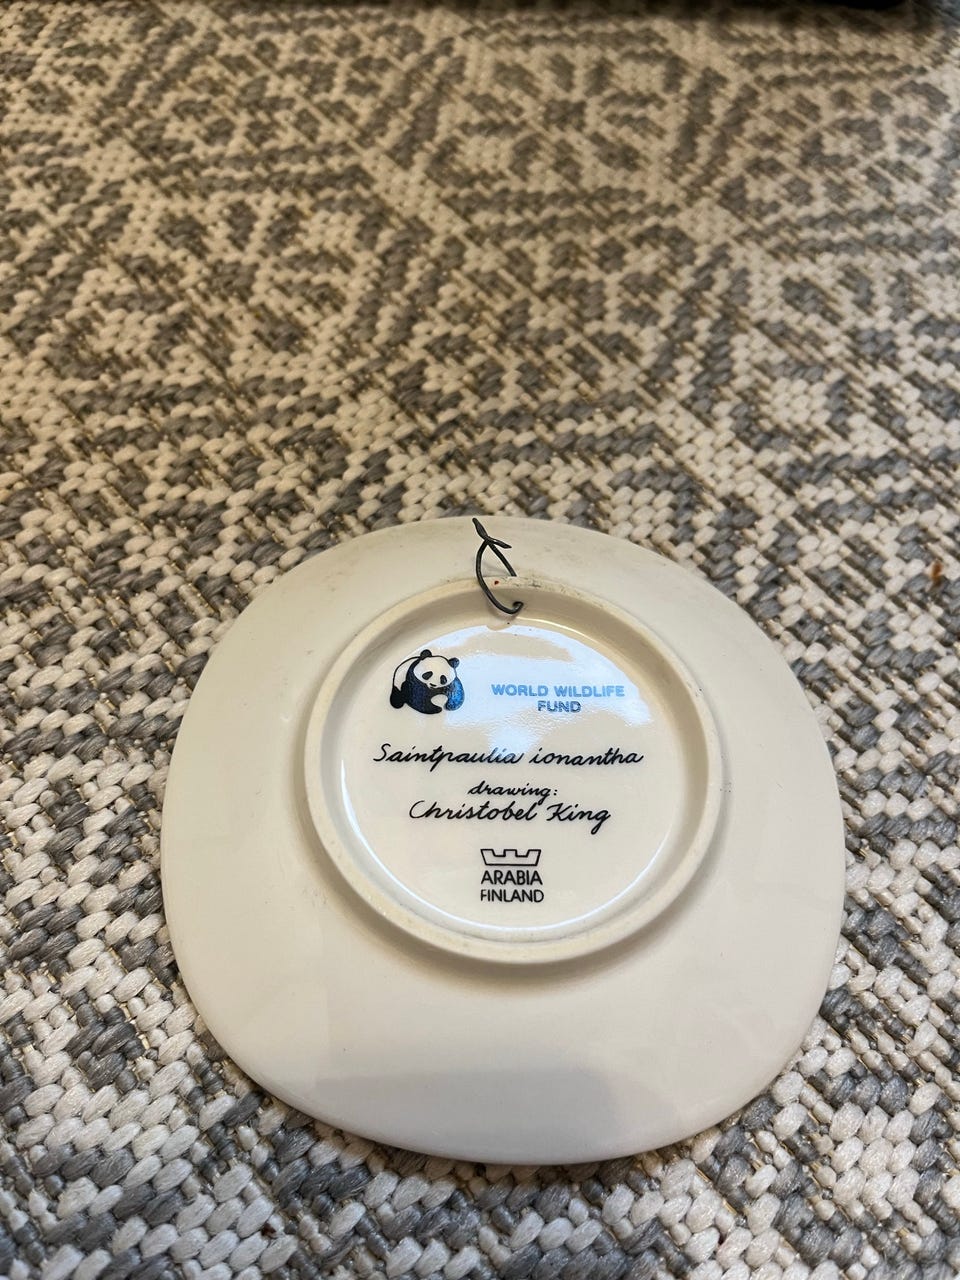 WORLD WILDLIFE
FUND
Saintpaulia ionantha
drawing:
Christobel King
ARABIA
FINLAND